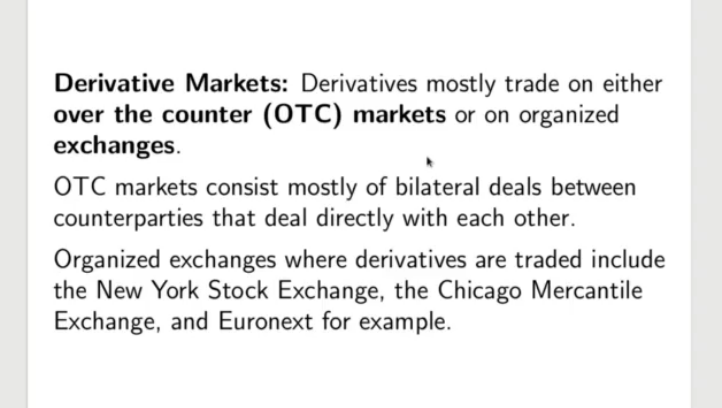 Derivative Markets: Derivatives mostly trade on either
over the counter (OTC) markets or on organized
exchanges.
OTC markets consist mostly of bilateral deals between
counterparties that deal directly with each other.
Organized exchanges where derivatives are traded include
the New York Stock Exchange, the Chicago Mercantile
Exchange, and Euronext for example.